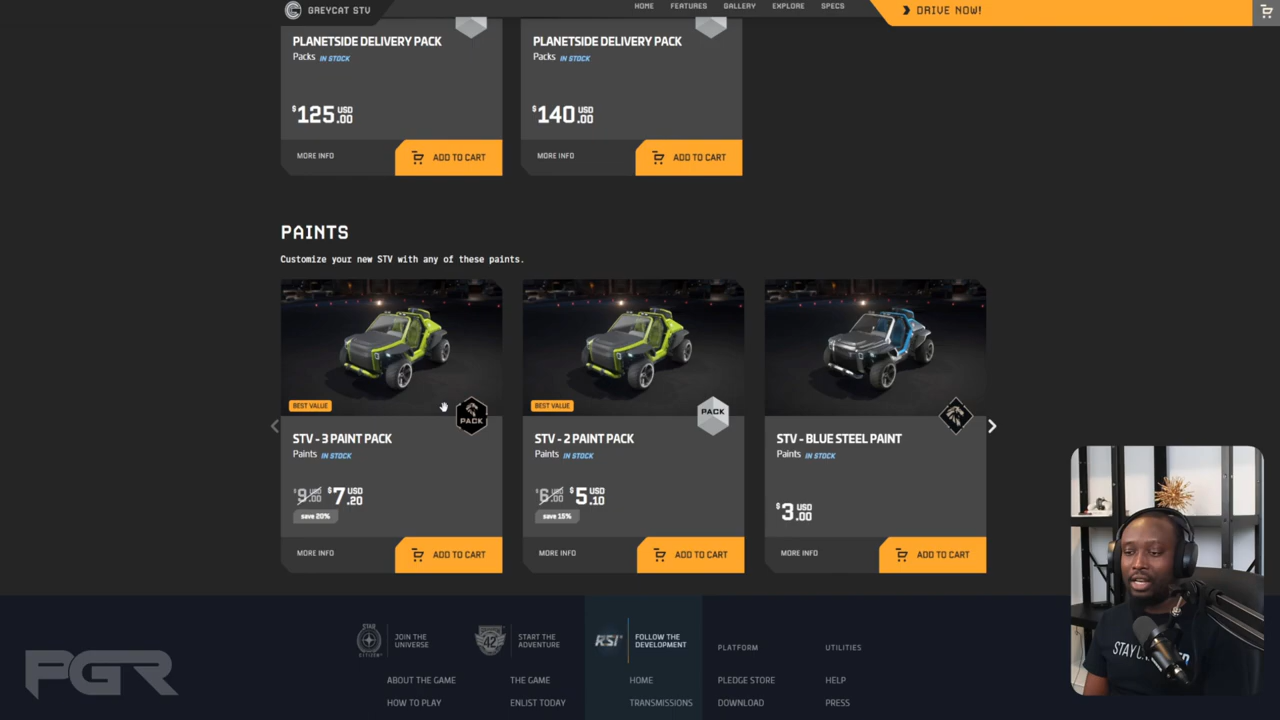 GREYCAT STV
HOME
FEATURES
GALLERY
EXPLORE
SPECS
DRIVE NOW!
PLANETSIDE DELIVERY PACK
Packs IN STOCK
$125.00 USD
MORE INFO
ADD TO CART
PLANETSIDE DELIVERY PACK
Packs IN STOCK
$140.00 USD
MORE INFO
ADD TO CART
PAINTS
Customize your new STV with any of these paints.
BEST VALUE
PACK
STV - 3 PAINT PACK
Paints IN STOCK
$9.00 USD $7.20 USD
save 20%
MORE INFO
ADD TO CART
BEST VALUE
PACK
STV - 2 PAINT PACK
Paints IN STOCK
$6.00 USD $5.10 USD
save 15%
MORE INFO
ADD TO CART
STV - BLUE STEEL PAINT
Paints IN STOCK
$3.00 USD
MORE INFO
ADD TO CART
STAR CITIZEN
JOIN THE
UNIVERSE
ABOUT THE GAME
HOW TO PLAY
42
START THE
ADVENTURE
THE GAME
ENLIST TODAY
RSI
FOLLOW THE
DEVELOPMENT
HOME
TRANSMISSIONS
PLATFORM
PLEDGE STORE
DOWNLOAD
UTILITIES
HELP
PRESS
PGR
STAY